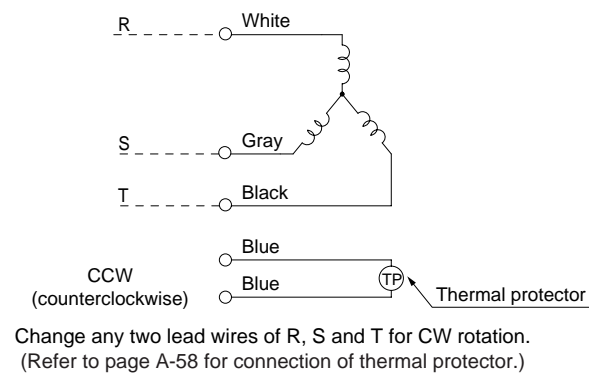 R White
S Gray
T Black
Blue
Blue
TP
CCW
(counterclockwise)
Thermal protector
Change any two lead wires of R, S and T for CW rotation.
(Refer to page A-58 for connection of thermal protector.)